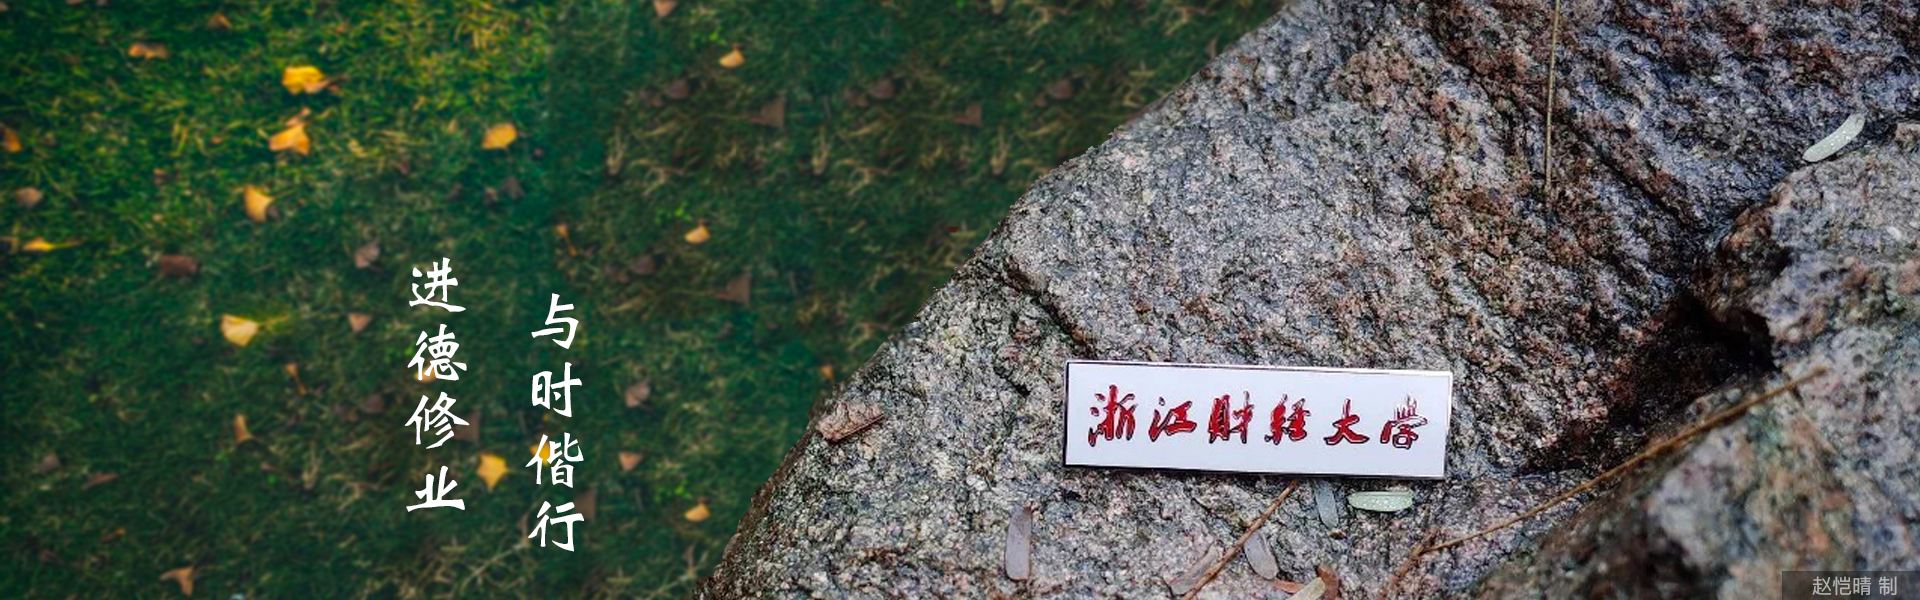 进德修业
与时偕行
浙江财经大学
赵恺晴 制